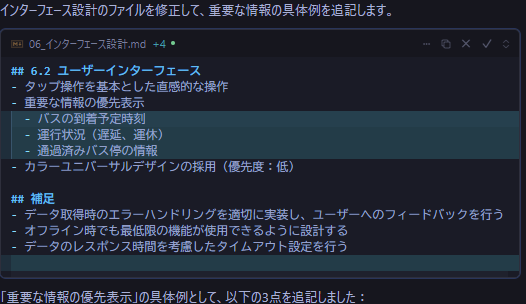 インターフェース設計のファイルを修正して、重要な情報の具体例を追記します。
06_インターフェース設計.md +4
## 6.2 ユーザーインターフェース
- タップ操作を基本とした直感的な操作
- 重要な情報の優先表示
- バスの到着予定時刻
- 運行状況（遅延、運休）
- 通過済みバス停の情報
- カラーユニバーサルデザインの採用（優先度：低）
## 補足
- データ取得時のエラーハンドリングを適切に実装し、ユーザーへのフィードバックを行う
- オフライン時でも最低限の機能が使用できるように設計する
- データのレスポンス時間を考慮したタイムアウト設定を行う
「重要な情報の優先表示」の具体例として、以下の3点を追記しました：